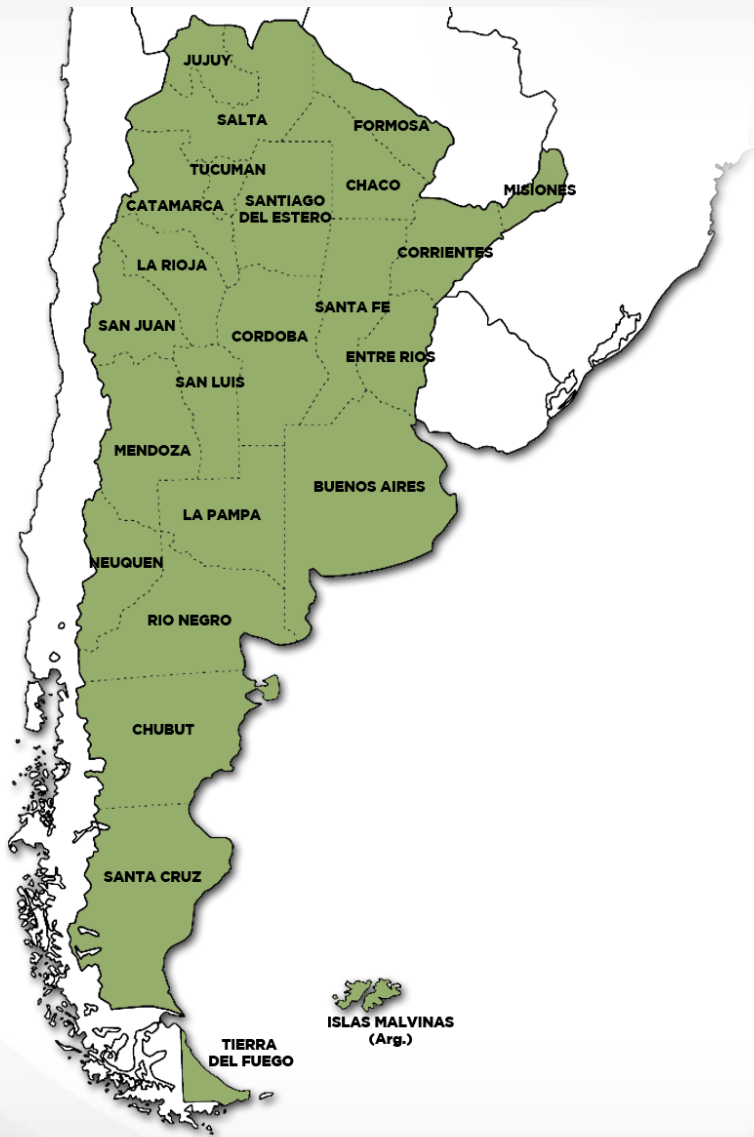 JUJUY
SALTA
FORMOSA
TUCUMAN
CHACO
MISIONES
CATAMARCA
SANTIAGO
DEL ESTERO
CORRIENTES
LA RIOJA
SANTA FE
SAN JUAN
CORDOBA
ENTRE RIOS
SAN LUIS
MENDOZA
BUENOS AIRES
LA PAMPA
NEUQUEN
RIO NEGRO
CHUBUT
SANTA CRUZ
ISLAS MALVINAS
(Arg.)
TIERRA
DEL FUEGO